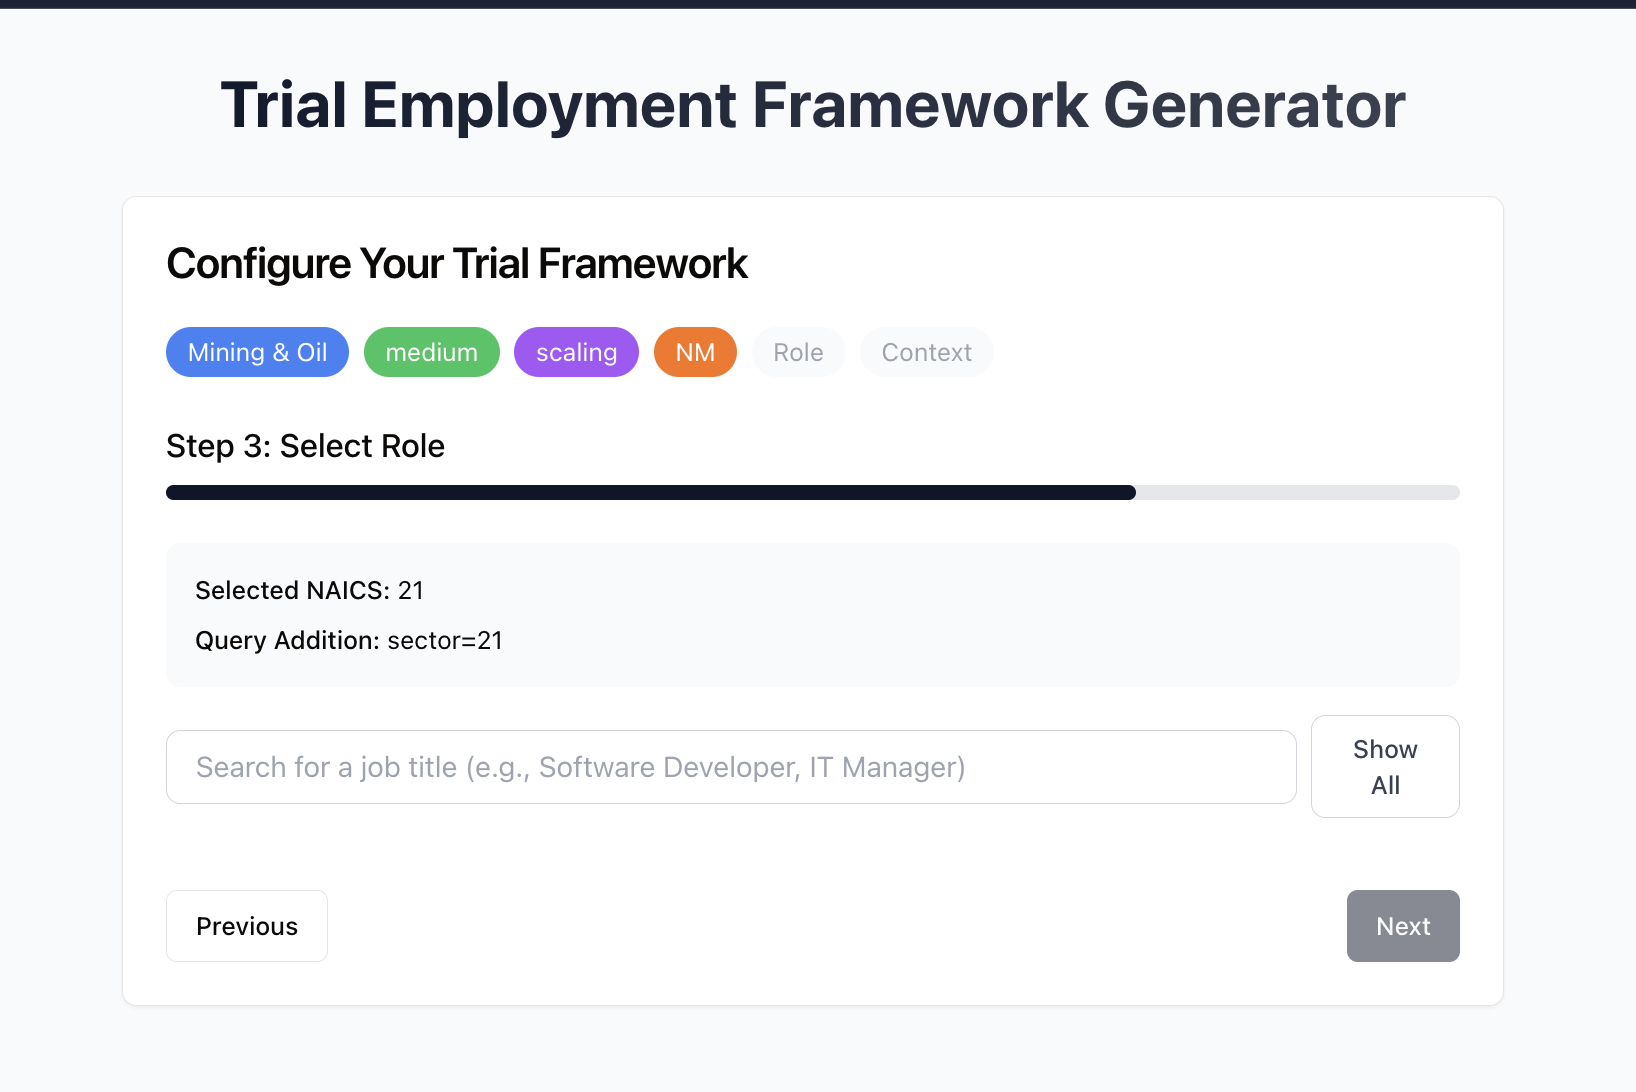 Trial Employment Framework Generator
Configure Your Trial Framework
Mining & Oil medium scaling NM Role Context
Step 3: Select Role
Selected NAICS: 21
Query Addition: sector=21
Search for a job title (e.g., Software Developer, IT Manager)
Show
All
Previous Next